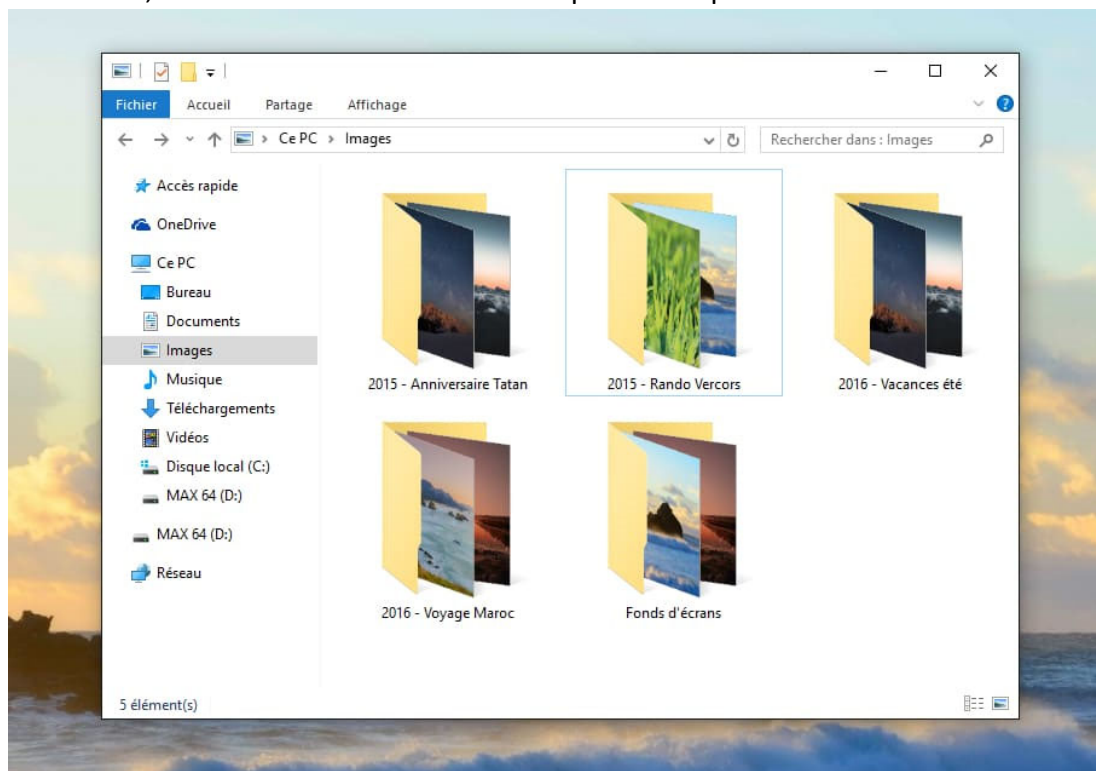 Fichier Accueil Partage Affichage
Ce PC > Images
Rechercher dans : Images
Accès rapide
OneDrive
Ce PC
Bureau
Documents
Images
Musique
Téléchargements
Vidéos
Disque local (C:)
MAX 64 (D:)
MAX 64 (D:)
Réseau
2015 - Anniversaire Tatan
2015 - Rando Vercors
2016 - Vacances été
2016 - Voyage Maroc
Fonds d'écrans
5 élément(s)